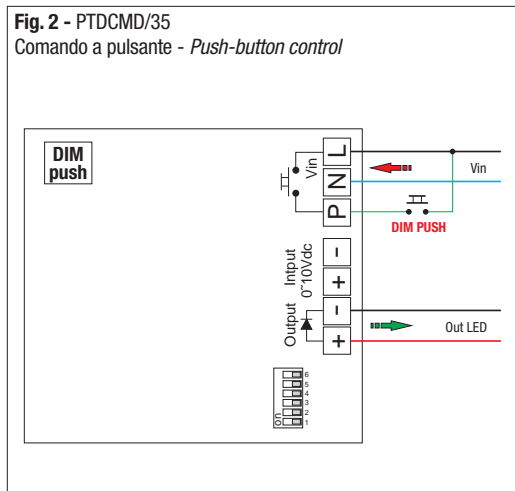 Fig. 2 - PTDCMD/35
Comando a pulsante - Push-button control
DIM
push
Vin
L
N
P
Vin
DIM PUSH
Intput
0~10Vdc
-
+
Output
-
+
Out LED
on
6
5
4
3
2
1